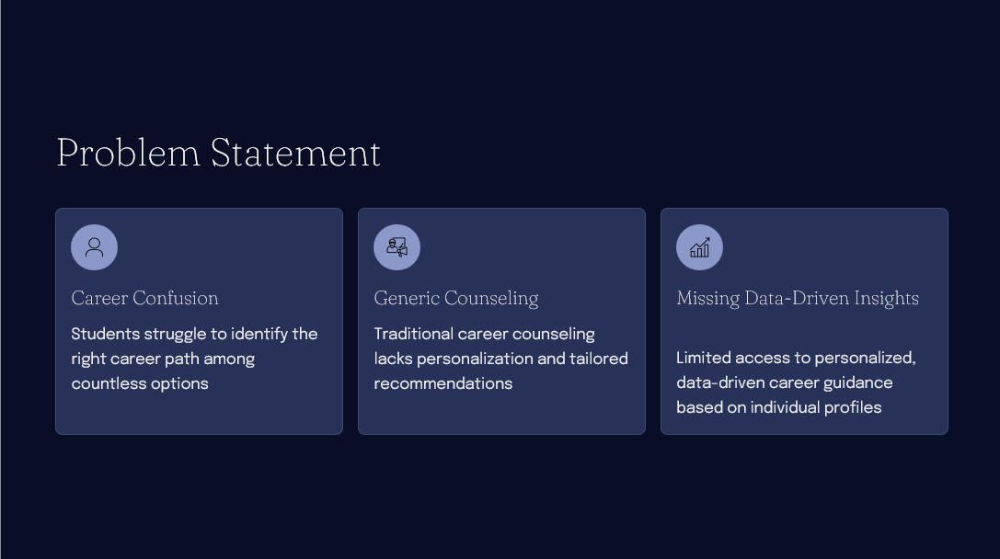 Problem Statement
Career Confusion
Students struggle to identify the
right career path among
countless options
Generic Counseling
Traditional career counseling
lacks personalization and tailored
recommendations
Missing Data-Driven Insights
Limited access to personalized,
data-driven career guidance
based on individual profiles